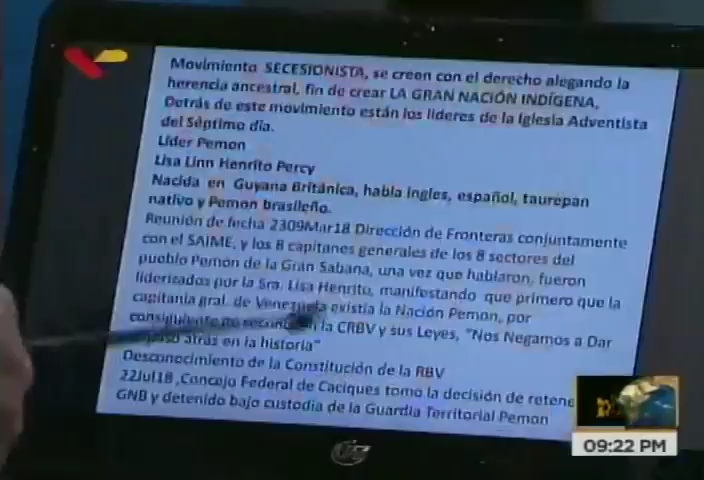 Movimiento SECESIONISTA, se creen con el derecho alegando la
herencia ancestral, fin de crear LA GRAN NACIÓN INDÍGENA,
Detrás de este movimiento están los lideres de la Iglesia Adventista
del Séptimo día.
Líder Pemon
Lisa Linn Henrito Percy
Nacida en Guyana Británica, habla ingles, español, taurepan
nativo y Pemon brasileño.
Reunión de fecha 2309Mar18 Dirección de Fronteras conjuntamente
con el SAIME, y los 8 capitanes generales de los 8 sectores del
pueblo Pemón de la Gran Sabana, una vez que hablaron, fueron
liderizados por la Sra. Lisa Henrito, manifestando que primero que la
capitanía gral. de Venezuela existía la Nación Pemon, por
consiguiente no la CRBV y sus Leyes, "Nos Negamos a Dar
atrás en la historia"
Desconocimiento de la Constitución de la RBV
22Jul18 ,Concejo Federal de Caciques tomo la decisión de retene
GNB y detenido bajo custodia de la Guardia Territorial Pemon
09:22 PM